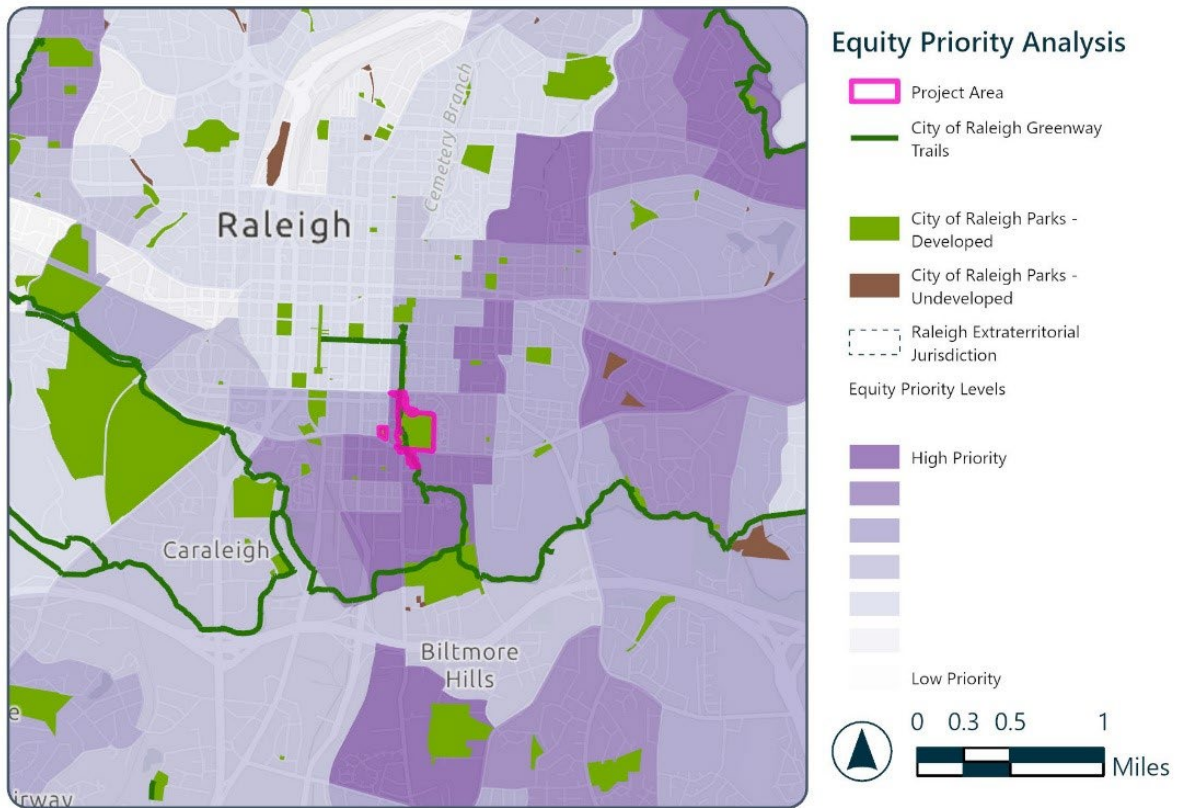 Equity Priority Analysis
Project Area
City of Raleigh Greenway
Trails
City of Raleigh Parks -
Developed
City of Raleigh Parks -
Undeveloped
Raleigh Extraterritorial
Jurisdiction
Equity Priority Levels
High Priority
Low Priority
0 0.3 0.5 1
Miles
Cemetery Branch
Raleigh
Caraleigh
Biltmore
Hills
e
irway